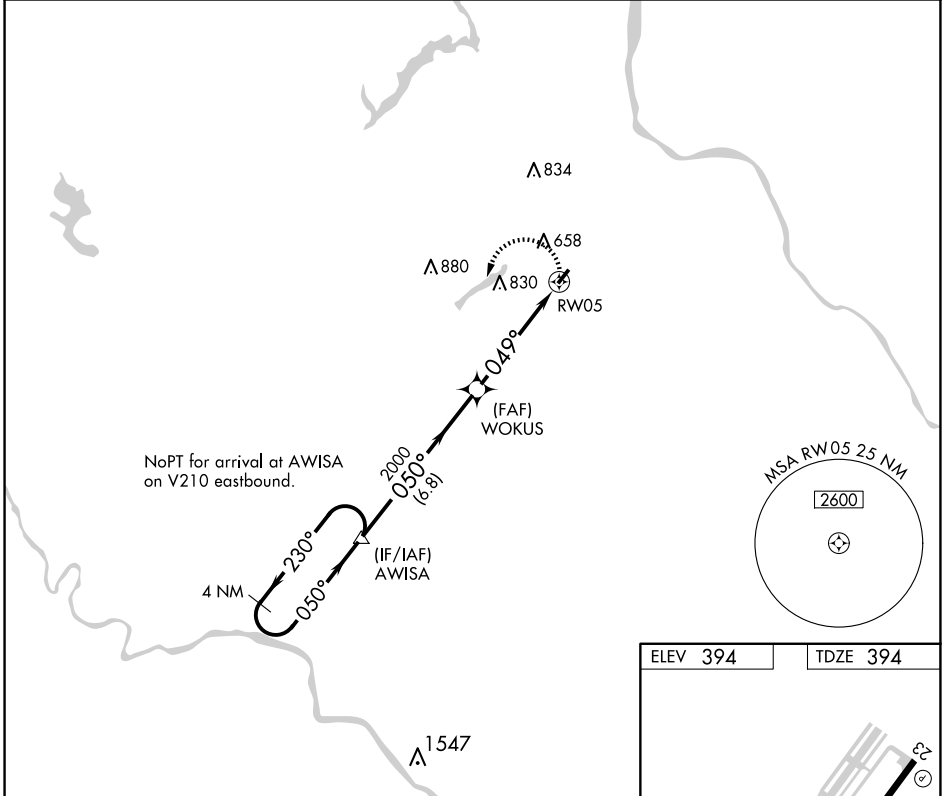 834
658
880
830
RW05
049°
(FAF)
WOKUS
NoPT for arrival at AWISA
on V210 eastbound.
2000
050°
(6.8)
MSA RW05 25 NM
2600
230°
(IF/IAF)
AWISA
4 NM
050°
ELEV 394
TDZE 394
1547
23
P